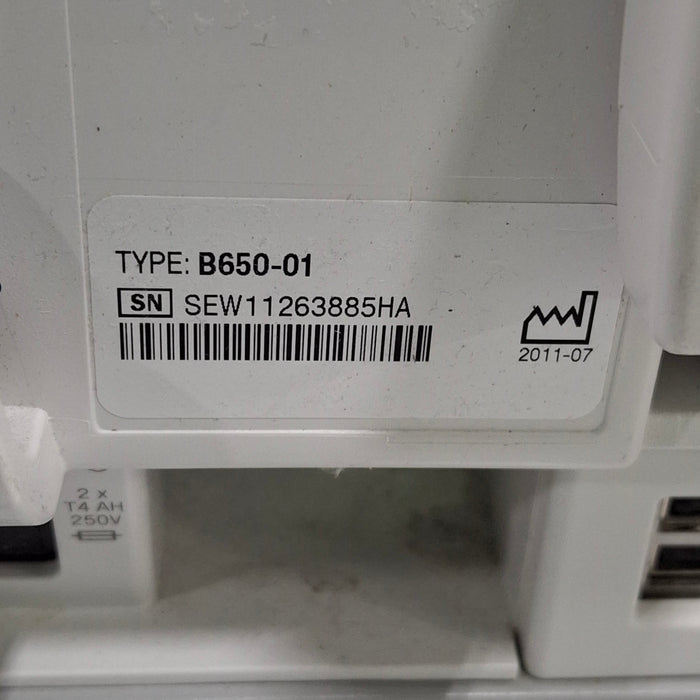 TYPE: B650-01
SN SEW11263885HA
2011-07
2 x
T4 AH
250V